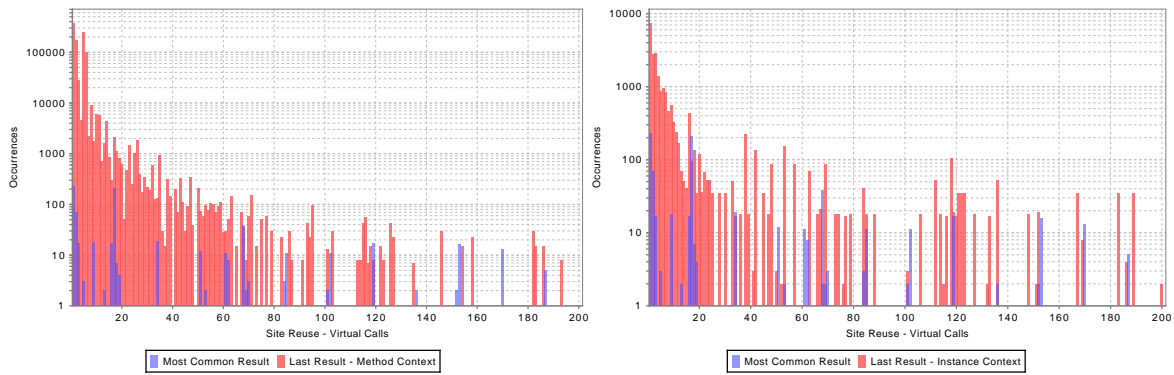 100000
10000
1000
100
10
1
Occurrences
20 40 60 80 100 120 140 160 180 200
Site Reuse - Virtual Calls
Most Common Result Last Result - Method Context
10000
1000
100
10
1
Occurrences
20 40 60 80 100 120 140 160 180 200
Site Reuse - Virtual Calls
Most Common Result Last Result - Instance Context